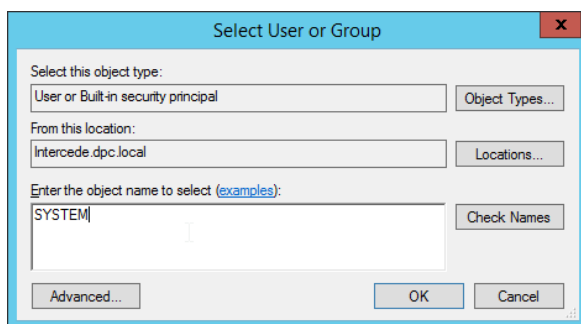 Select User or Group
x
Select this object type:
User or Built-in security principal
Object Types...
From this location:
Intercede.dpc.local
Locations...
Enter the object name to select (examples):
SYSTEM
Check Names
Advanced...
OK
Cancel